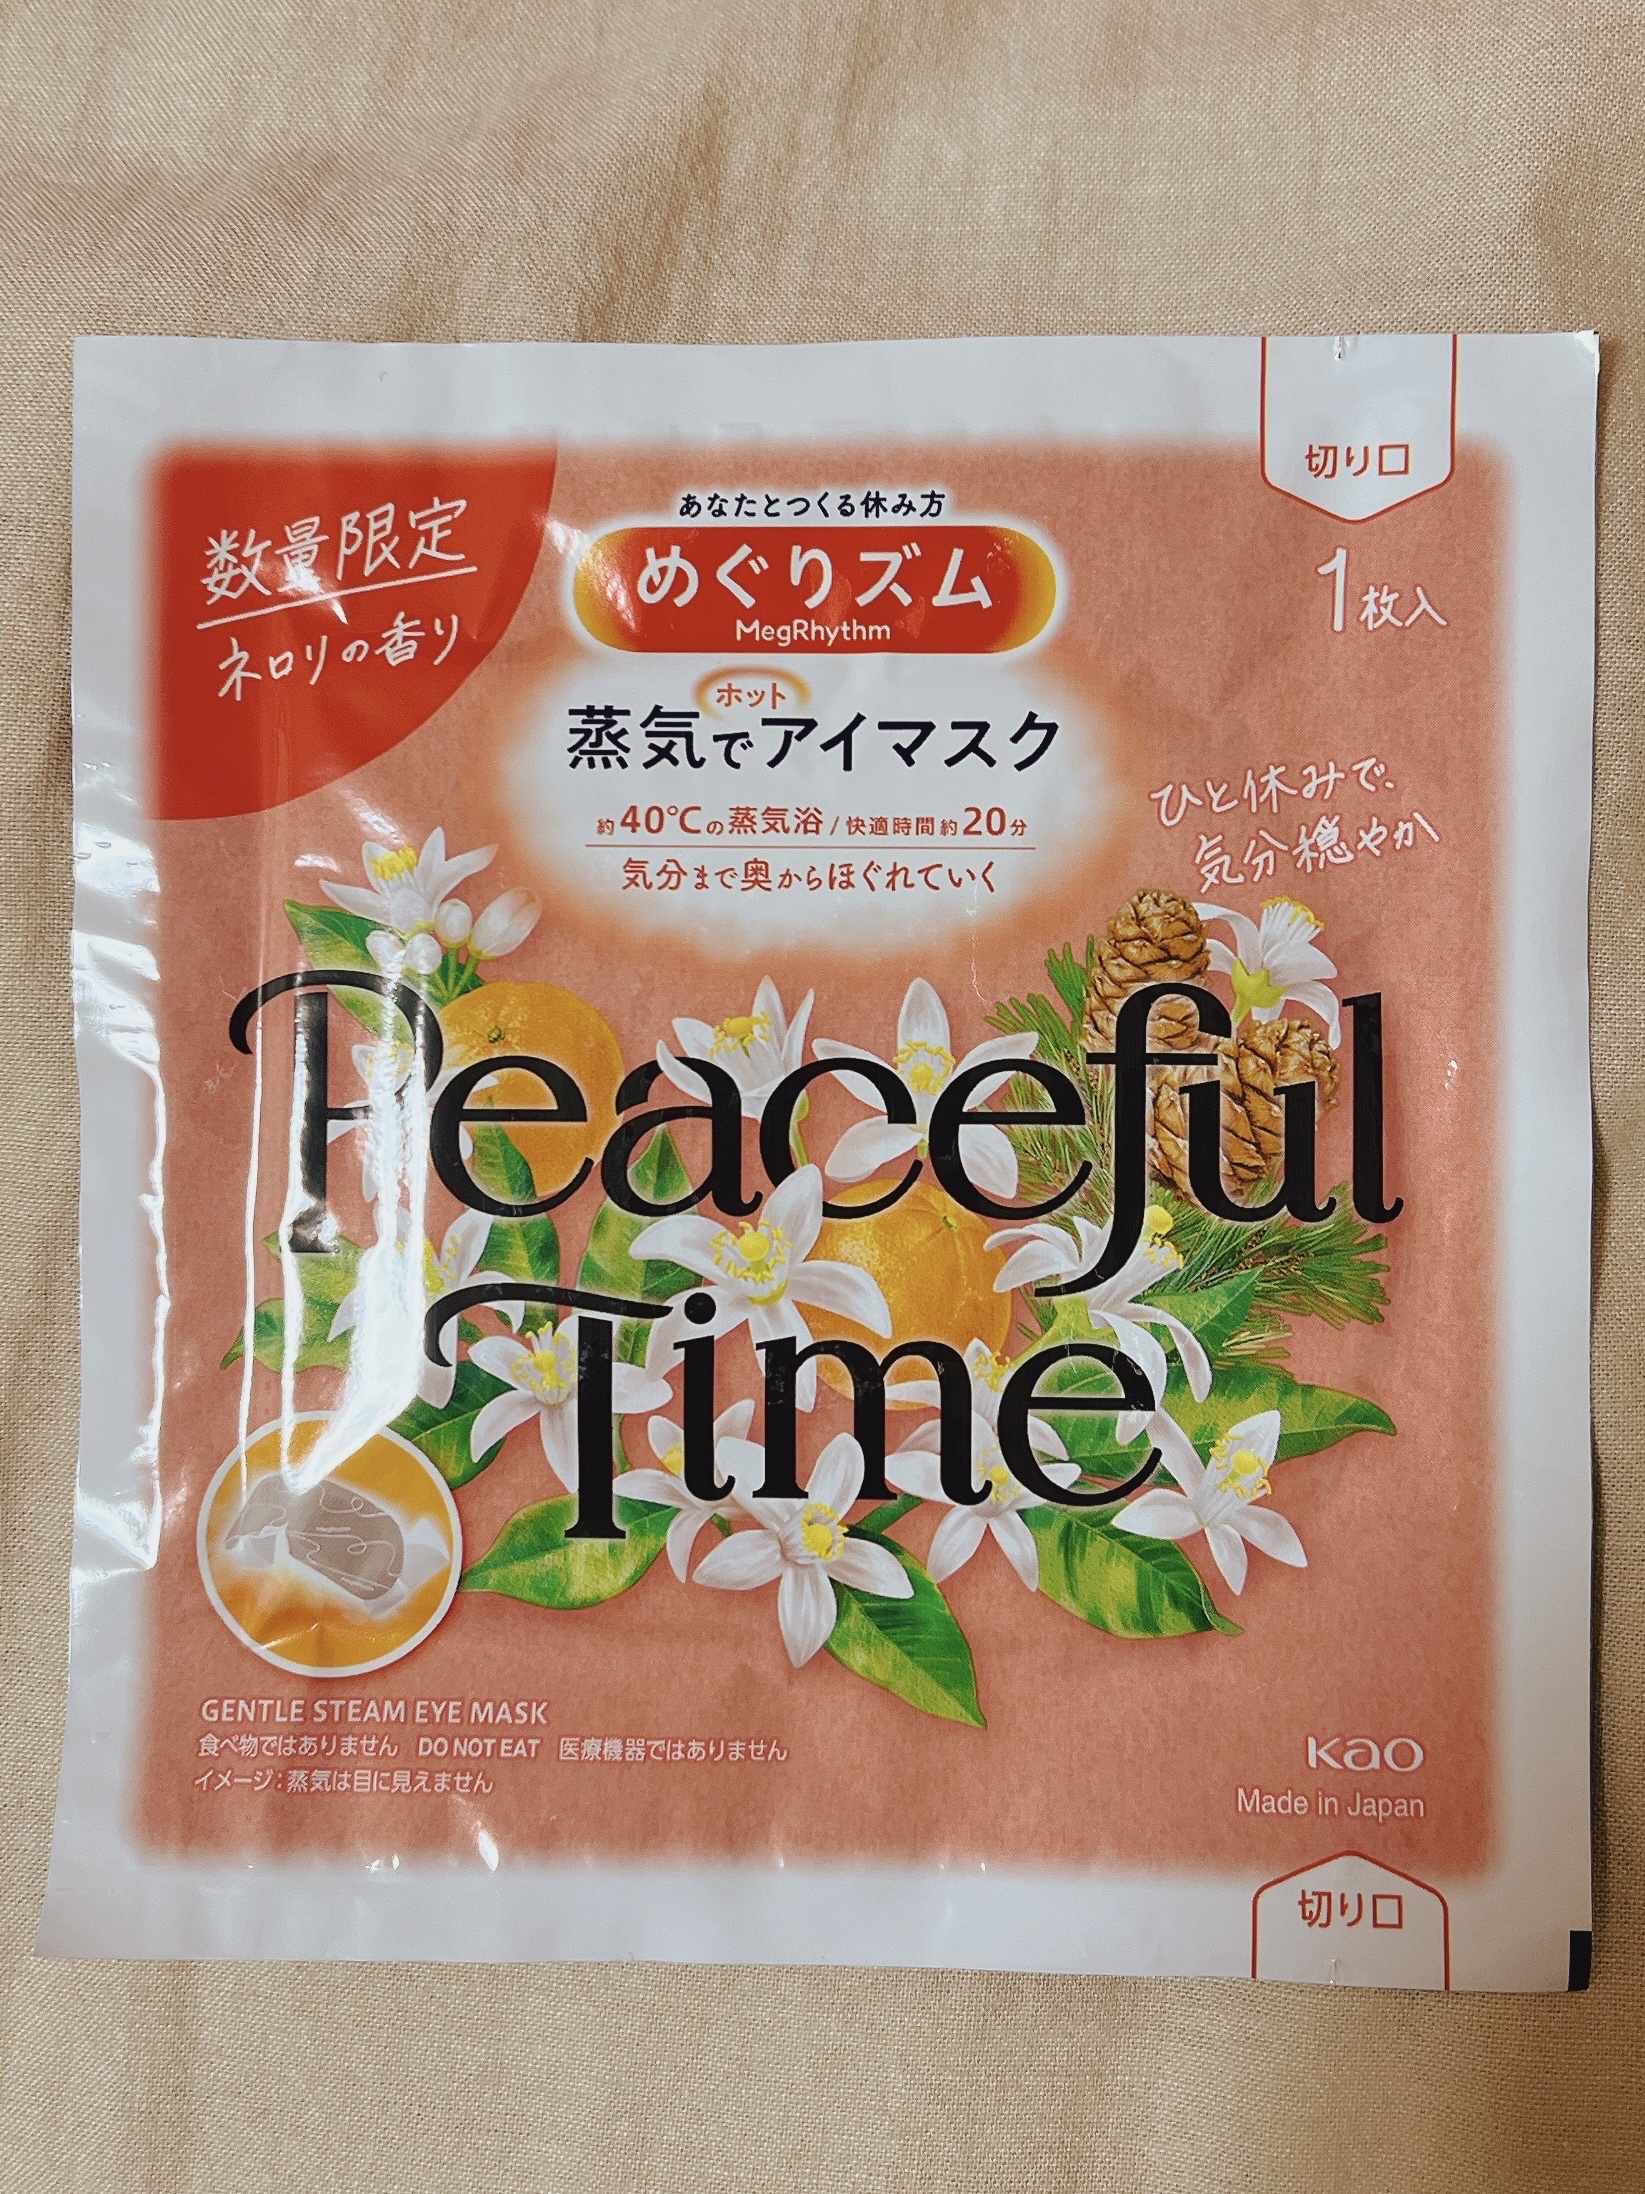 切り口
数量限定
ネロリの香り
あなたとつくる休み方
めぐりズム
MegRhythm
1枚入
ホット
蒸気でアイマスク
約40℃の蒸気浴/快適時間約20分
気分まで奥からほぐれていく
ひと休みで、
気分穏やか
Peaceful
Time
GENTLE STEAM EYE MASK
食べ物ではありません DO NOT EAT 医療機器ではありません
イメージ:蒸気は目に見えません
Kao
Made in Japan
切り口